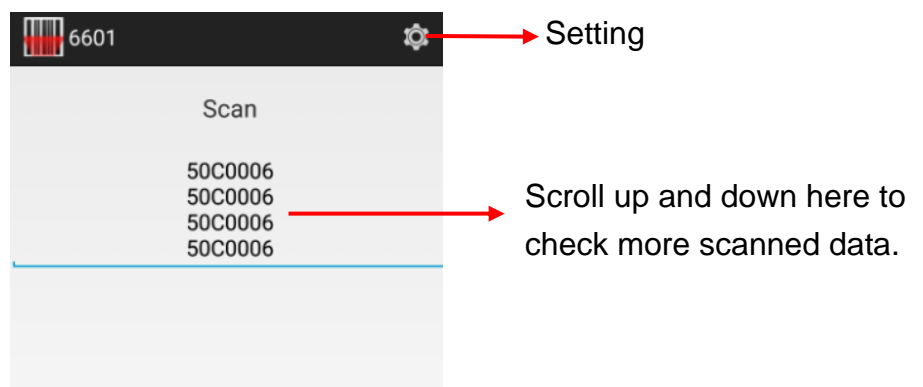 6601
Setting
Scan
50C0006
50C0006
50C0006
50C0006
Scroll up and down here to
check more scanned data.